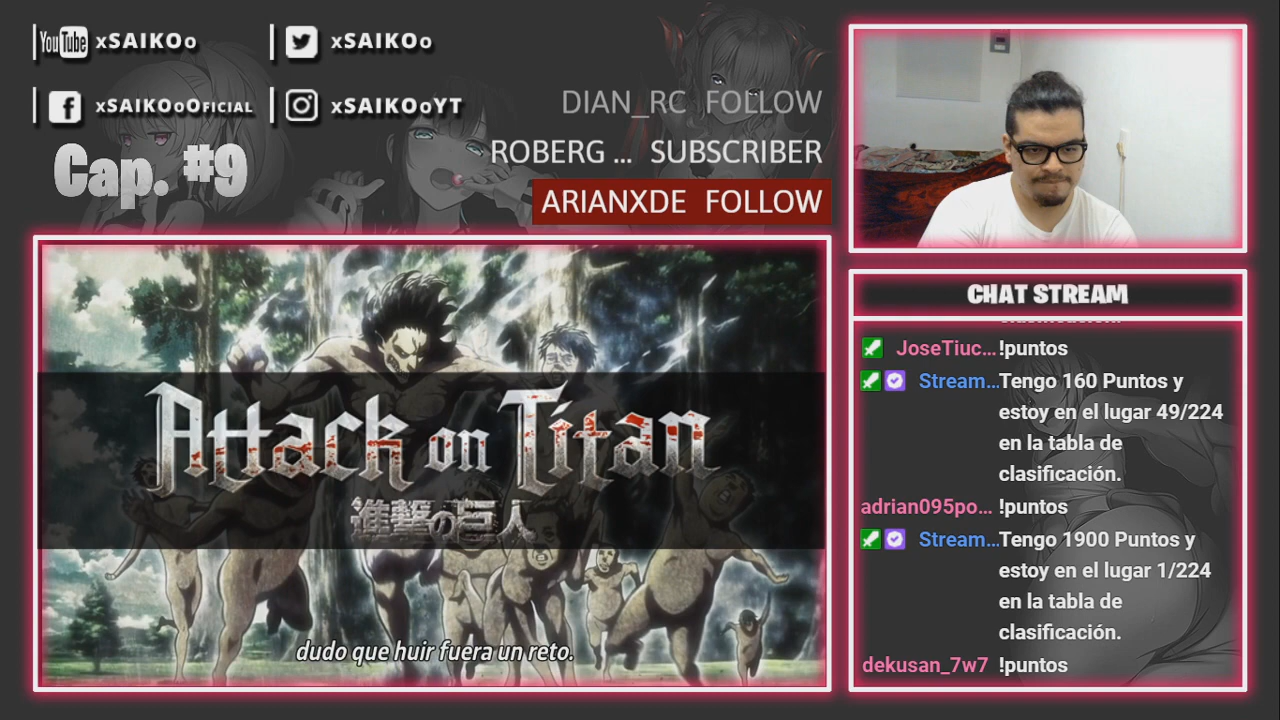 YouTube xSAIKOo
xSAIKOo
xSAIKOoOFICIAL
xSAIKOoYT
Cap. #9
DIAN_RC FOLLOW
ROBERG ... SUBSCRIBER
ARIANXDE FOLLOW
Attack on Titan
進撃の巨人
dudo que huir fuera un reto.
CHAT STREAM
clasificación.
JoseTiuc... !puntos
Stream... Tengo 160 Puntos y
estoy en el lugar 49/224
en la tabla de
clasificación.
adrian095po... !puntos
Stream... Tengo 1900 Puntos y
estoy en el lugar 1/224
en la tabla de
clasificación.
dekusan_7w7 !puntos